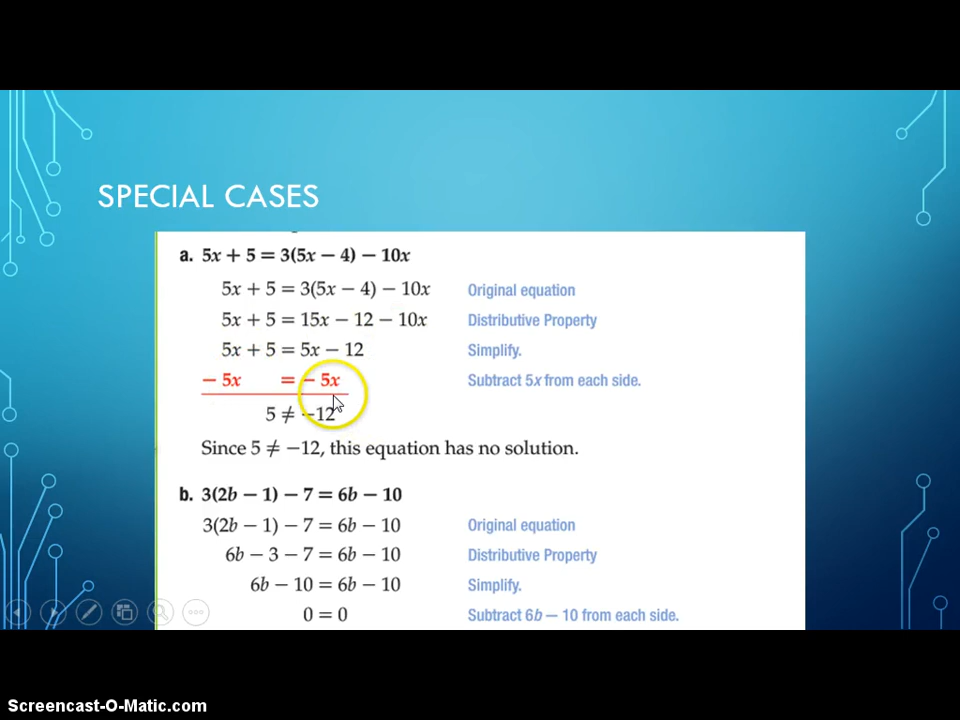 SPECIAL CASES
a. 5x + 5 = 3(5x − 4) − 10x
5x + 5 = 3(5x − 4) − 10x Original equation
5x + 5 = 15x − 12 − 10x Distributive Property
5x + 5 = 5x − 12 Simplify.
− 5x = − 5x Subtract 5x from each side.
5 ≠ −12
Since 5 ≠ −12, this equation has no solution.
b. 3(2b − 1) − 7 = 6b − 10
3(2b − 1) − 7 = 6b − 10 Original equation
6b − 3 − 7 = 6b − 10 Distributive Property
6b − 10 = 6b − 10 Simplify.
0 = 0 Subtract 6b − 10 from each side.
Screencast-O-Matic.com